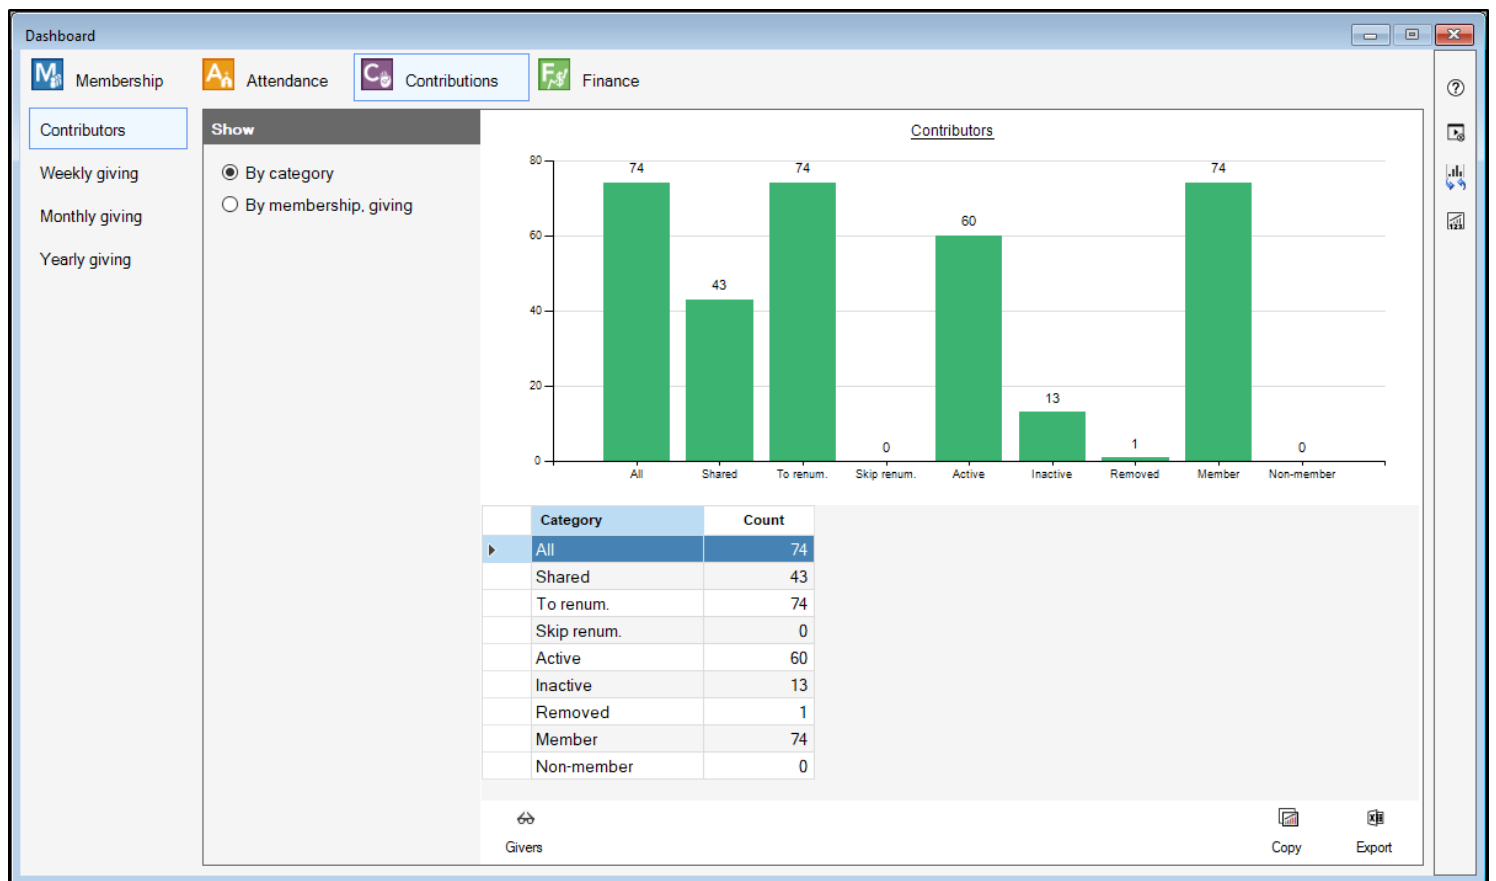 Dashboard
Membership
Attendance
Contributions
Finance
Contributors
Weekly giving
Monthly giving
Yearly giving
Show
By category
By membership, giving
Contributors
80
60
40
20
0
74
43
74
0
60
13
1
74
0
All
Shared
To renum.
Skip renum.
Active
Inactive
Removed
Member
Non-member
Category Count
All 74
Shared 43
To renum. 74
Skip renum. 0
Active 60
Inactive 13
Removed 1
Member 74
Non-member 0
Givers
Copy
Export